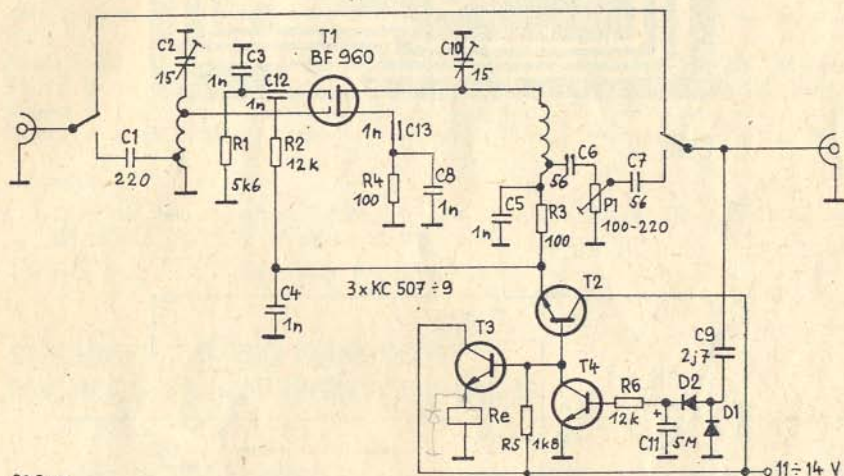 C2
15
C3
1n
C12
1n
T1
BF 960
C10
15
C1
220
R1
5k6
R2
12k
1n
C13
R4
100
C8
1n
C6
56
C7
56
P1
100-220
C5
1n
R3
100
C4
1n
3x KC 507÷9
T2
T3
T4
Re
R5
1k8
R6
12k
C11
+
5M
D2
D1
C9
2j7
11÷14 V